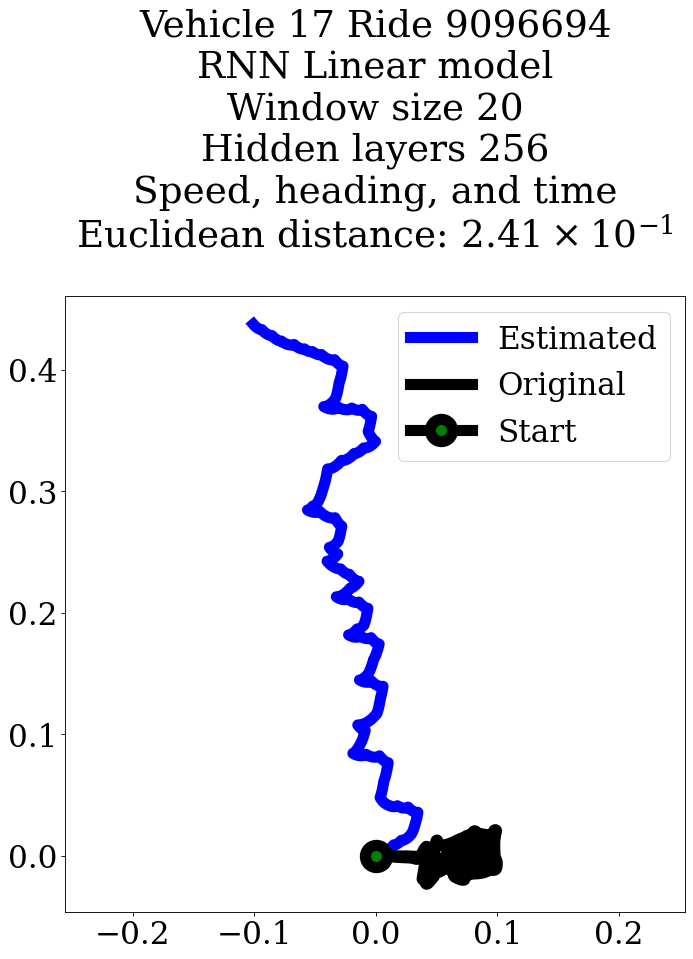 Vehicle 17 Ride 9096694
RNN Linear model
Window size 20
Hidden layers 256
Speed, heading, and time
Euclidean distance: 2.41 × 10⁻¹
Estimated
Original
Start
0.4
0.3
0.2
0.1
0.0
−0.2 −0.1 0.0 0.1 0.2